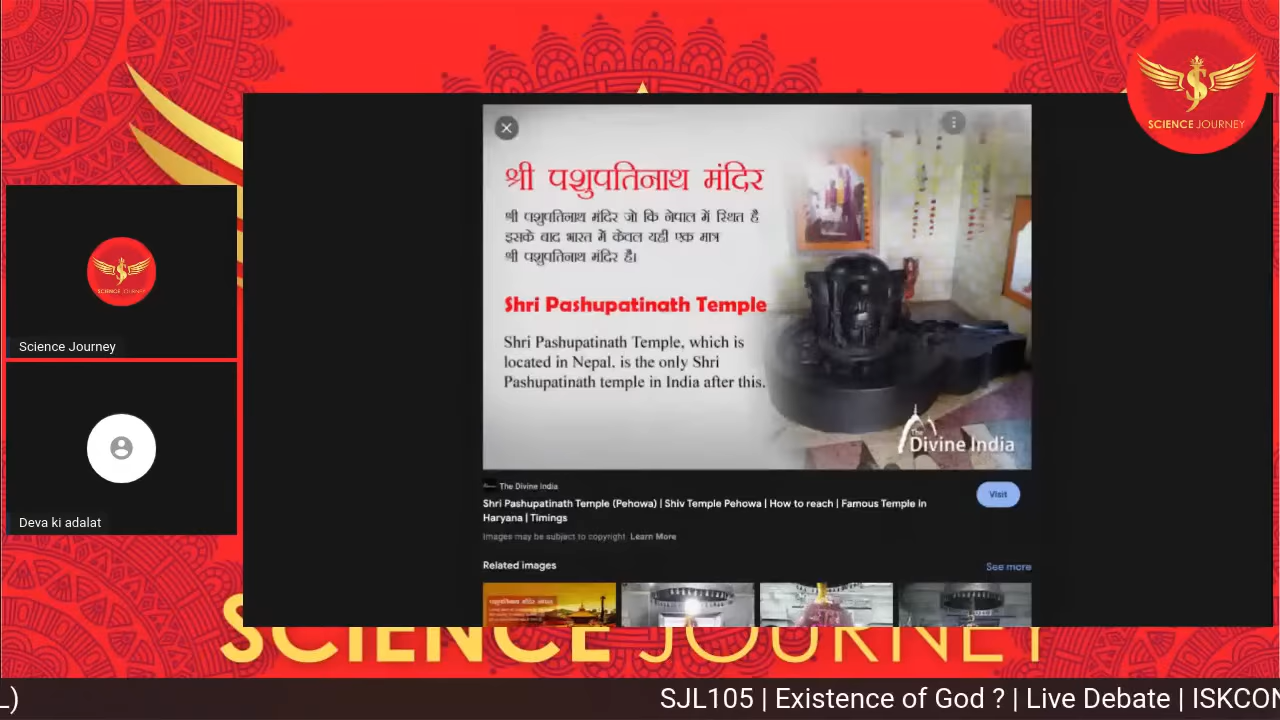 SCIENCE JOURNEY
श्री पशुपतिनाथ मंदिर
श्री पशुपतिनाथ मंदिर जो कि नेपाल में स्थित है
इसके बाद भारत में केवल यही एक मात्र
श्री पशुपतिनाथ मंदिर है।
Shri Pashupatinath Temple
Shri Pashupatinath Temple, which is
located in Nepal. is the only Shri
Pashupatinath temple in India after this.
The
Divine India
SCIENCE JOURNEY
Science Journey
Deva ki adalat
The Divine India
Shri Pashupatinath Temple (Pehowa) | Shiv Temple Pehowa | How to reach | Famous Temple in
Haryana | Timings
Visit
Images may be subject to copyright Learn More
Related images
See more
SCIENCE JOURNEY
L)
SJL105 | Existence of God ? | Live Debate | ISKCON